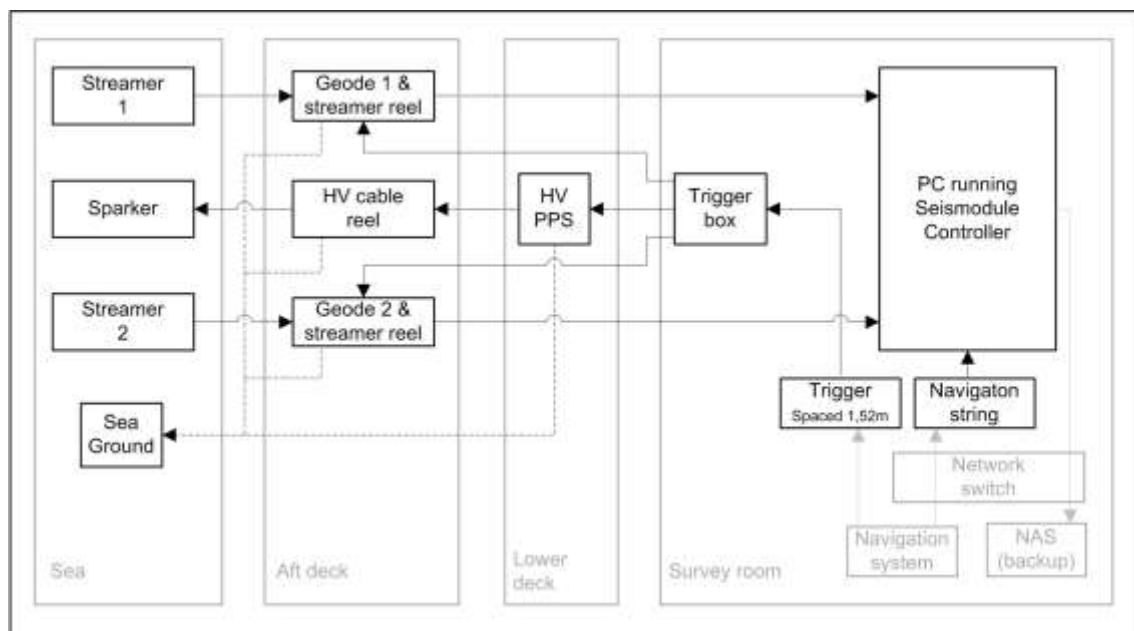 Streamer
1
Geode 1 &
streamer reel
Sparker
HV cable
reel
HV
PPS
Trigger
box
PC running
Seismodule
Controller
Streamer
2
Geode 2 &
streamer reel
Trigger
Spaced 1,52m
Navigaton
string
Sea
Ground
Network
switch
Navigation
system
NAS
(backup)
Sea
Aft deck
Lower
deck
Survey room